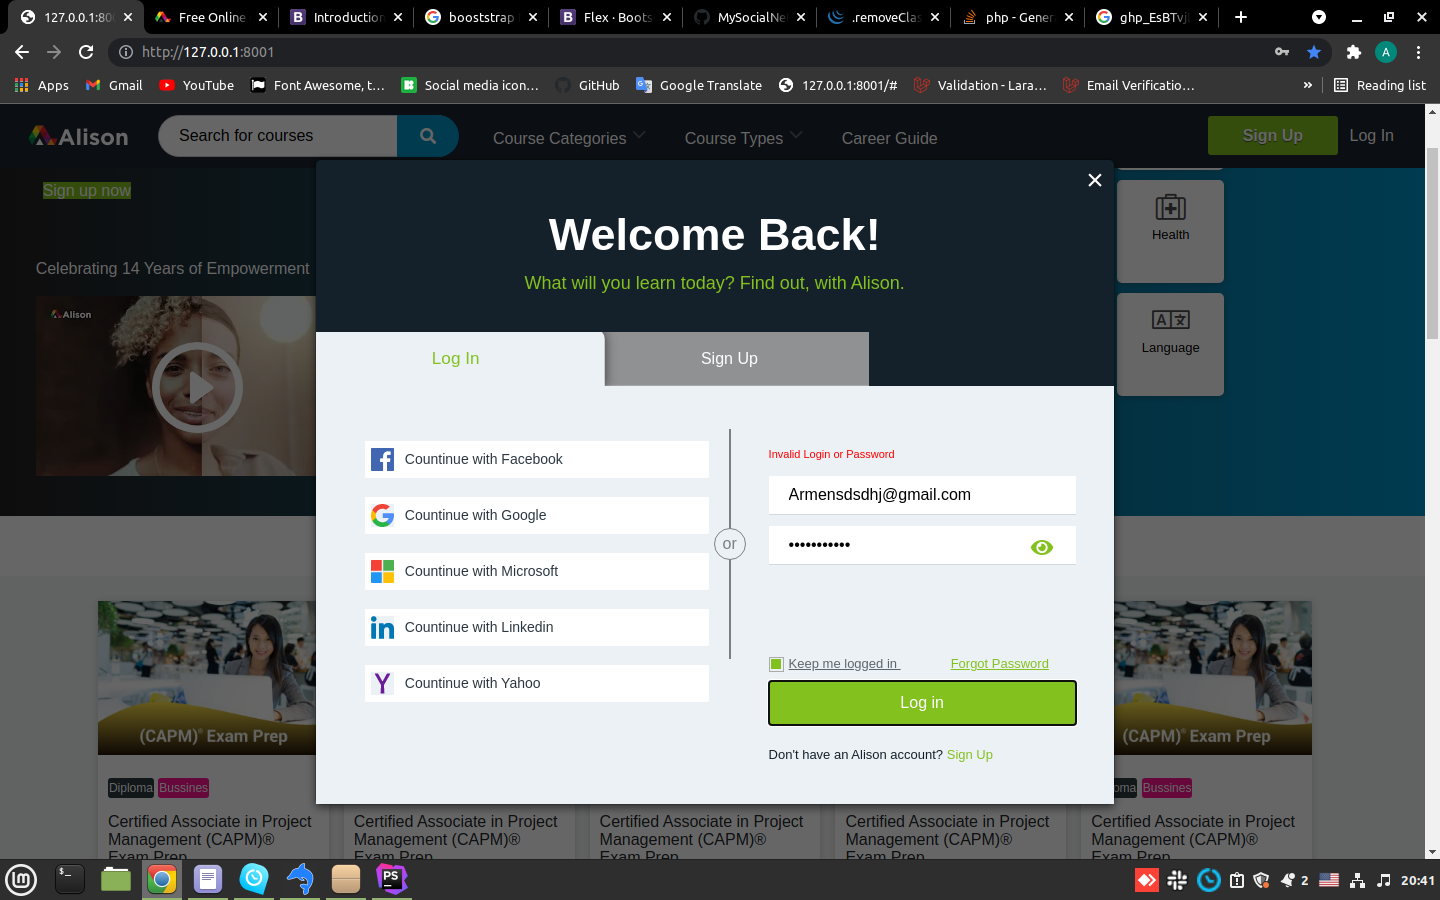 127.0.0.1:80
Free Online
Introduction
booststrap
Flex · Boots
MySocialNe
.removeClas
php - Gener
ghp_EsBTvj
http://127.0.0.1:8001
A
Apps
Gmail
YouTube
Font Awesome, t…
Social media icon…
GitHub
Google Translate
127.0.0.1:8001/#
Validation - Lara…
Email Verificatio…
»
Reading list
Alison
Search for courses
Course Categories
Course Types
Career Guide
Sign Up
Log In
Sign up now
Health
Welcome Back!
Celebrating 14 Years of Empowerment
What will you learn today? Find out, with Alison.
Alison
Language
Log In
Sign Up
Countinue with Facebook
Countinue with Google
Countinue with Microsoft
Countinue with Linkedin
Countinue with Yahoo
or
Invalid Login or Password
Armensdsdhj@gmail.com
•••••••••••
Keep me logged in
Forgot Password
Log in
Don't have an Alison account? Sign Up
(CAPM)® Exam Prep
(CAPM)® Exam Prep
Diploma
Bussines
oma
Bussines
Certified Associate in Project
Management (CAPM)®
Exam Prep
Certified Associate in Project
Management (CAPM)®
Exam Prep
Certified Associate in Project
Management (CAPM)®
Exam Prep
Certified Associate in Project
Management (CAPM)®
Exam Prep
Certified Associate in Project
Management (CAPM)®
Exam Prep
$_
PS
2
20:41